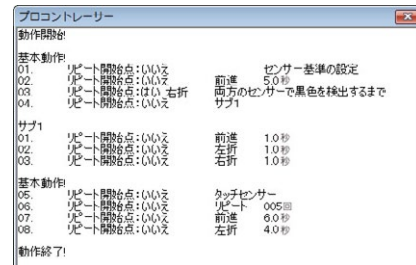 プロコントレーリー
動作開始!
基本動作!
01. リピート開始点:いいえ センサー基準の設定
02. リピート開始点:いいえ 前進 5.0秒
03. リピート開始点:はい 右折 両方のセンサーで黒色を検出するまで
04. リピート開始点:いいえ サブ1
サブ1
01. リピート開始点:いいえ 前進 1.0秒
02. リピート開始点:いいえ 左折 1.0秒
03. リピート開始点:いいえ 右折 1.0秒
基本動作!
05. リピート開始点:いいえ タッチセンサー
06. リピート開始点:いいえ リピート 005回
07. リピート開始点:いいえ 前進 6.0秒
08. リピート開始点:いいえ 左折 4.0秒
動作終了!